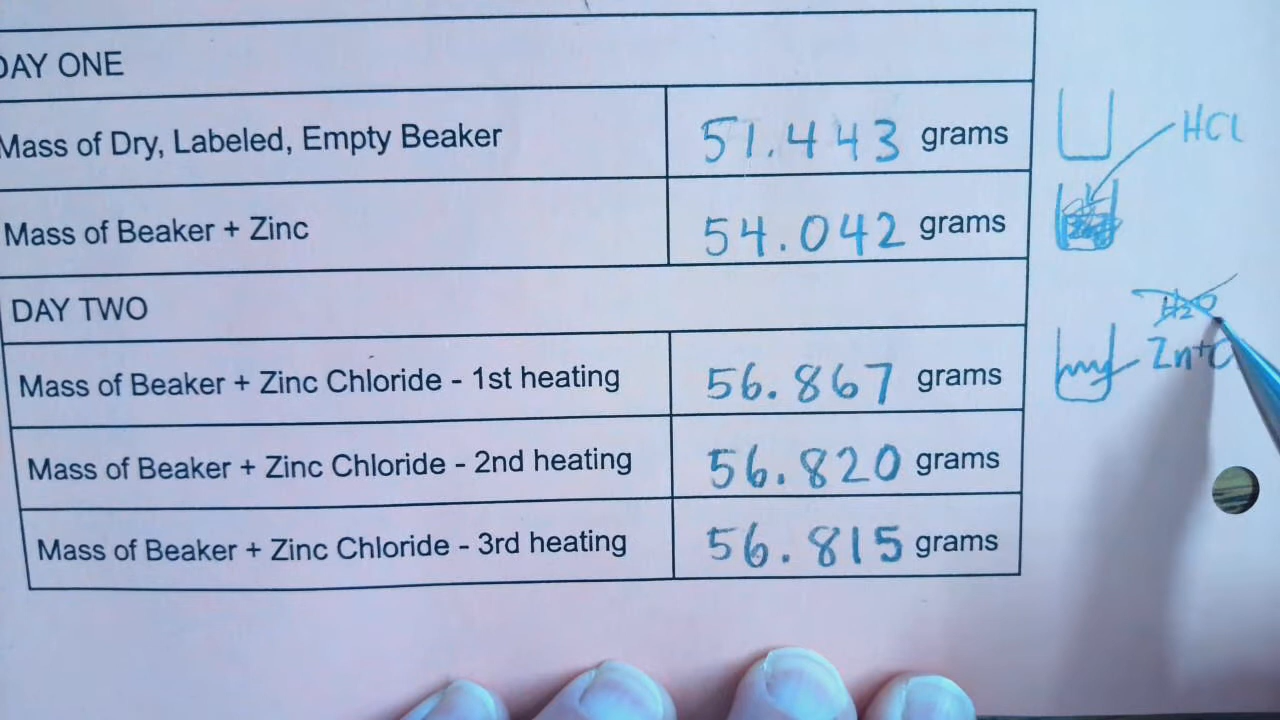 DAY ONE
Mass of Dry, Labeled, Empty Beaker 51.443 grams
HCl
Mass of Beaker + Zinc 54.042 grams
DAY TWO
H2O
Zn+C
Mass of Beaker + Zinc Chloride - 1st heating 56.867 grams
Mass of Beaker + Zinc Chloride - 2nd heating 56.820 grams
Mass of Beaker + Zinc Chloride - 3rd heating 56.815 grams